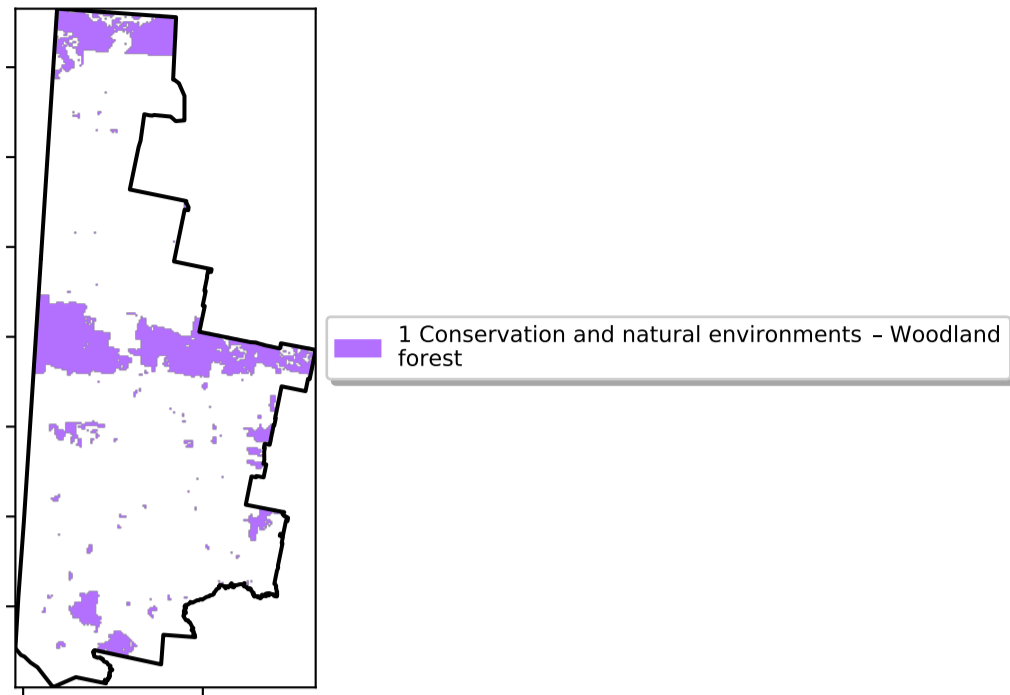 1 Conservation and natural environments – Woodland
forest